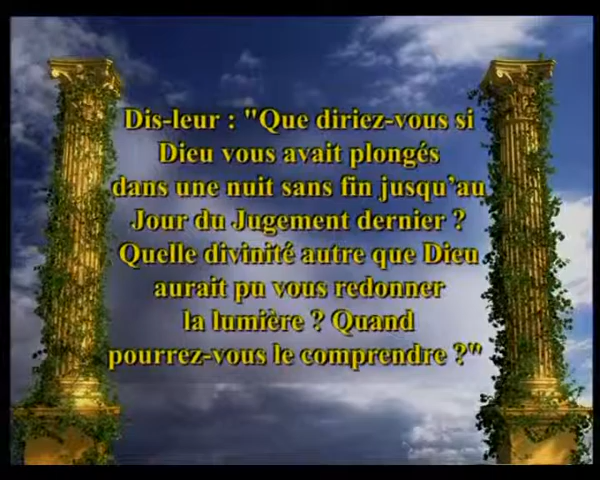 Dis-leur : "Que diriez-vous si
Dieu vous avait plongés
dans une nuit sans fin jusqu'au
Jour du Jugement dernier ?
Quelle divinité autre que Dieu
aurait pu vous redonner
la lumière ? Quand
pourrez-vous le comprendre ?"